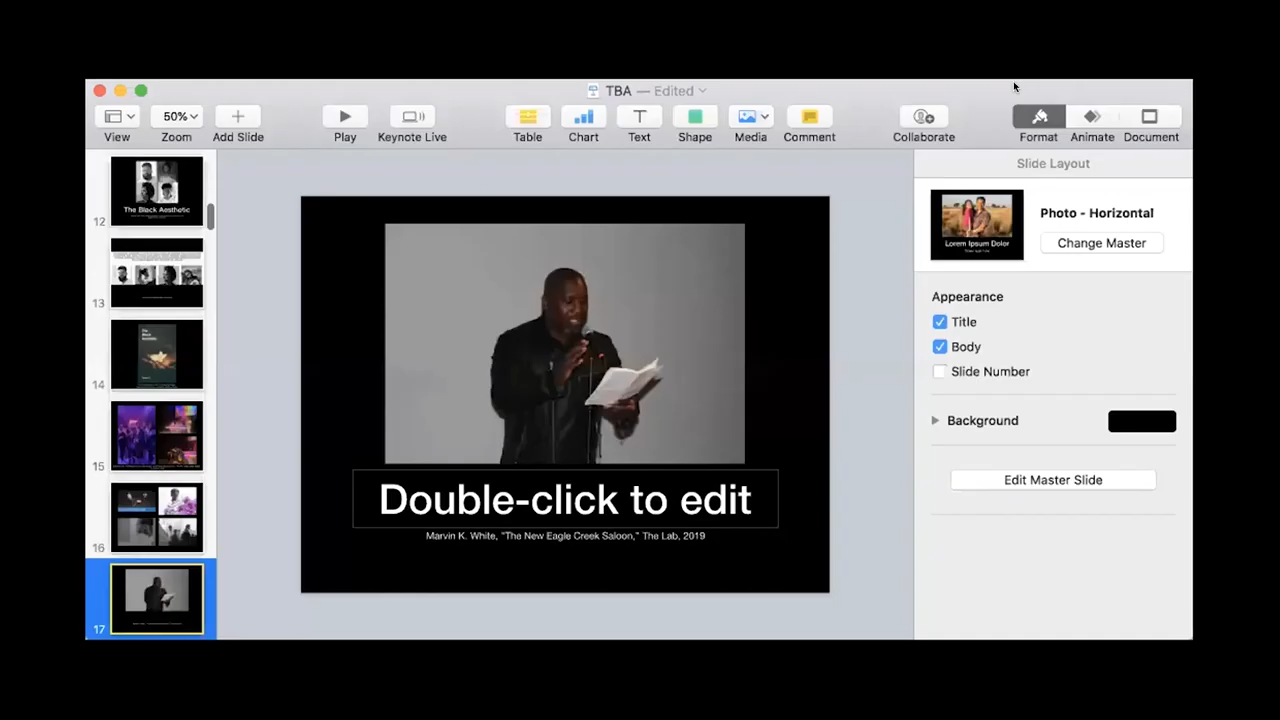 TBA — Edited
50%
View
Zoom
Add Slide
Play
Keynote Live
Table
Chart
Text
Shape
Media
Comment
Collaborate
Format
Animate
Document
The Black Aesthetic
12
13
The
Black
Aesthetic
14
15
16
17
Double-click to edit
Marvin K. White, "The New Eagle Creek Saloon," The Lab, 2019
Slide Layout
Lorem Ipsum Dolor
Photo - Horizontal
Change Master
Appearance
Title
Body
Slide Number
Background
Edit Master Slide